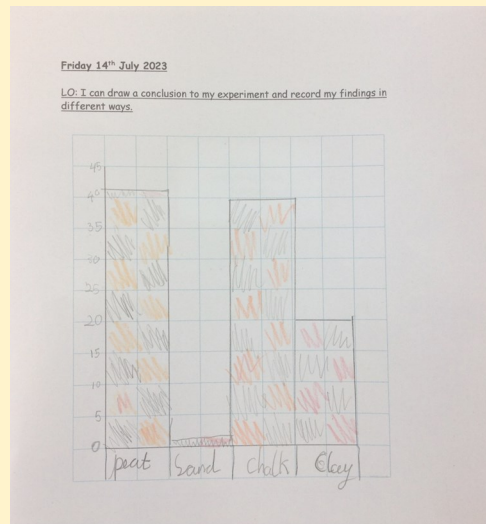 Friday 14th July 2023
LO: I can draw a conclusion to my experiment and record my findings in
different ways.
45
40
35
30
25
20
15
10
5
0
peat Sand Chalk Clay